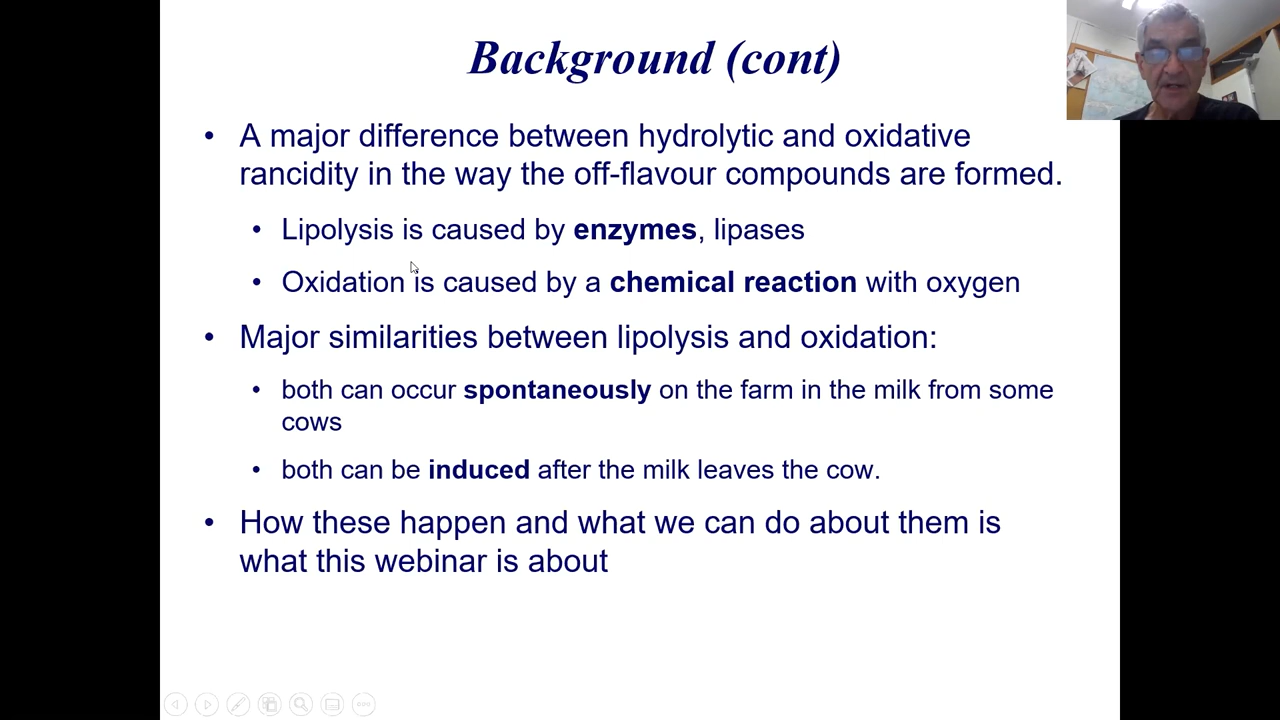 Background (cont)
• A major difference between hydrolytic and oxidative
rancidity in the way the off-flavour compounds are formed.
• Lipolysis is caused by enzymes, lipases
• Oxidation is caused by a chemical reaction with oxygen
• Major similarities between lipolysis and oxidation:
• both can occur spontaneously on the farm in the milk from some
cows
• both can be induced after the milk leaves the cow.
• How these happen and what we can do about them is
what this webinar is about